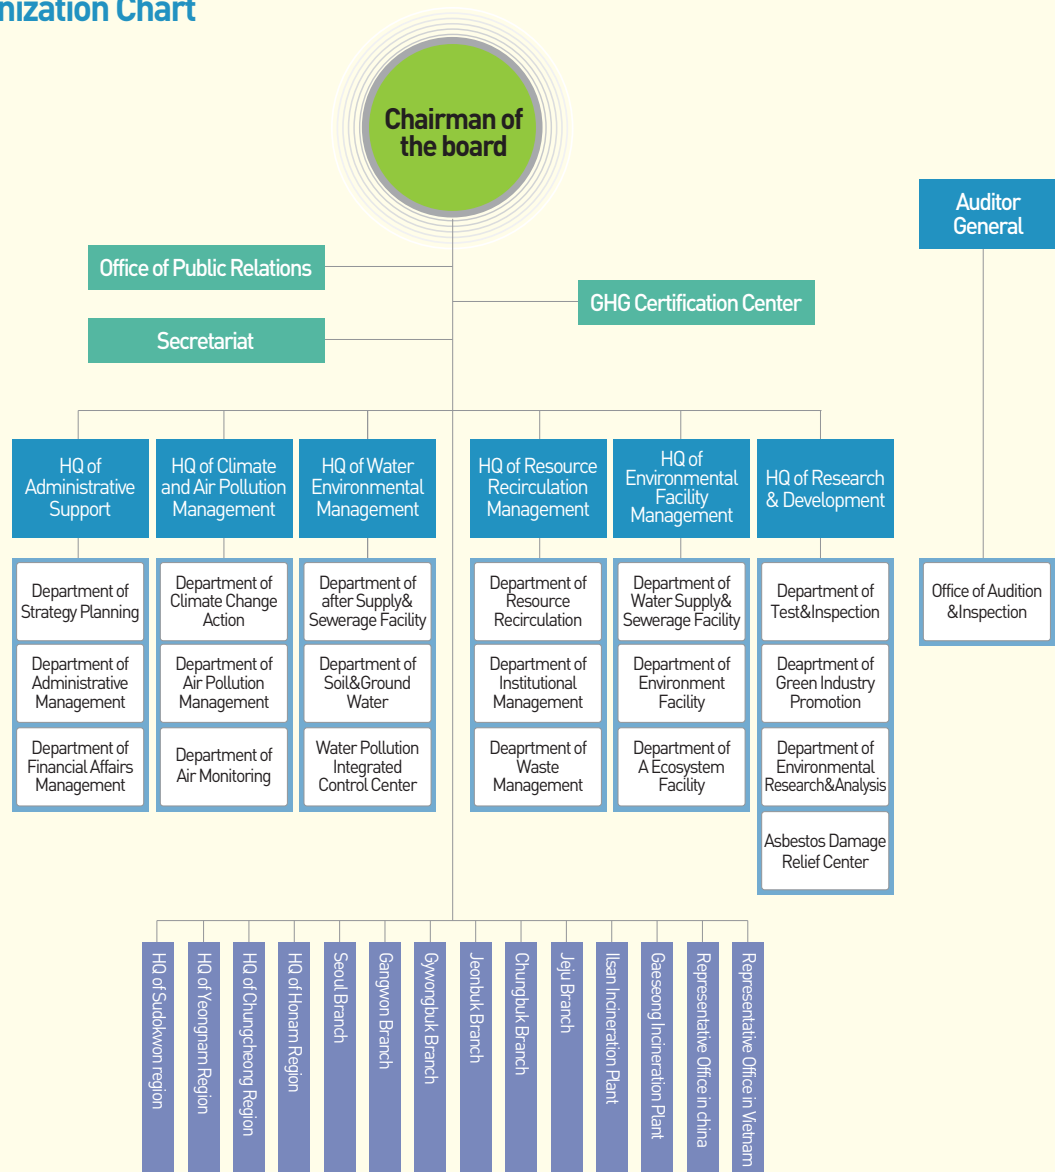 nization Chart
Chairman of
the board
Auditor
General
Office of Public Relations
GHG Certification Center
Secretariat
HQ of
Administrative
Support
HQ of Climate
and Air Pollution
Management
HQ of Water
Environmental
Management
HQ of Resource
Recirculation
Management
HQ of
Environmental
Facility
Management
HQ of Research
& Development
Department of
Strategy Planning
Department of
Administrative
Management
Department of
Financial Affairs
Management
Department of
Climate Change
Action
Department of
Air Pollution
Management
Department of
Air Monitoring
Department of
after Supply&
Sewerage Facility
Department of
Soil&Ground
Water
Water Pollution
Integrated
Control Center
Department of
Resource
Recirculation
Department of
Institutional
Management
Deaprtment of
Waste
Management
Department of
Water Supply&
Sewerage Facility
Department of
Environment
Facility
Department of
A Ecosystem
Facility
Department of
Test&Inspection
Deaprtment of
Green Industry
Promotion
Department of
Environmental
Research&Analysis
Asbestos Damage
Relief Center
Office of Audition
&Inspection
HQ of Sudokwon region
HQ of Yeongnam Region
HQ of Chungcheong Region
HQ of Honam Region
Seoul Branch
Gangwon Branch
Gywongbuk Branch
Jeonbuk Branch
Chungbuk Branch
Jeju Branch
Ilsan Incineration Plant
Gaeseong Incineration Plant
Representative Office in china
Representative Office in Vietnam